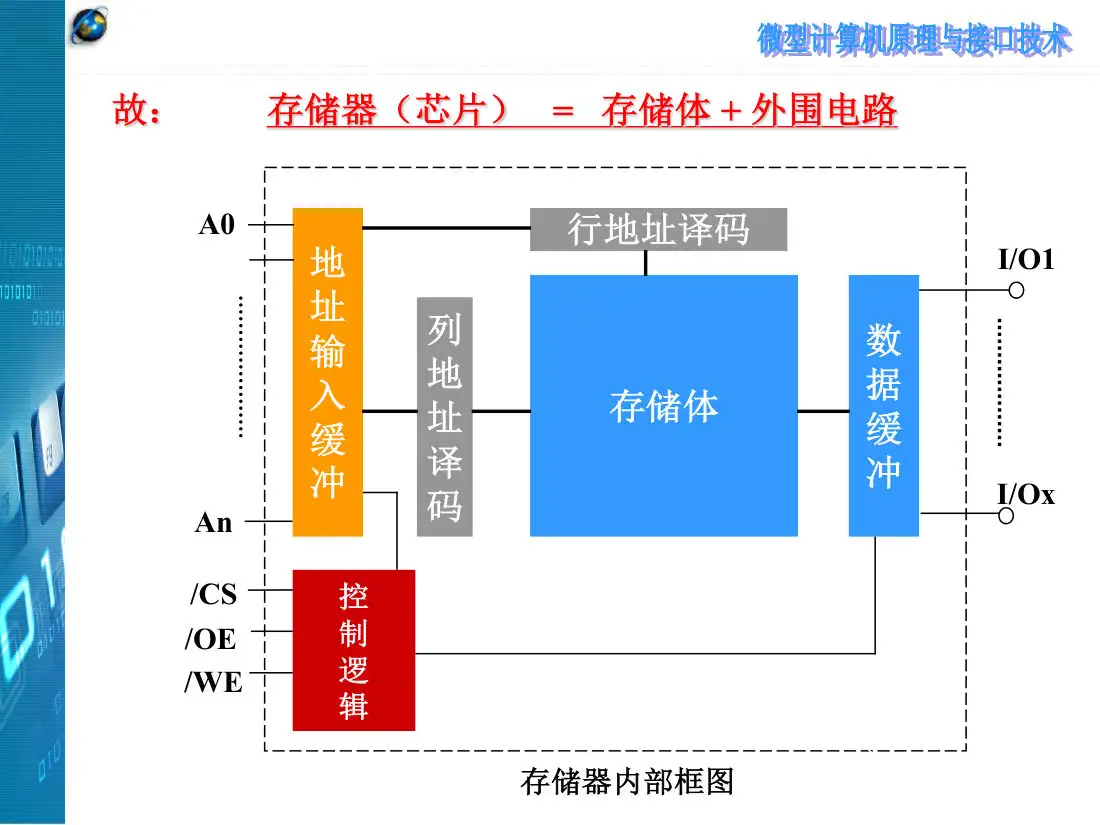 微型计算机原理与接口技术
故： 存储器（芯片） = 存储体 + 外围电路
A0
行地址译码
I/O1
地址输入缓冲
列地址译码
存储体
数据缓冲
I/Ox
An
/CS
/OE
/WE
控制逻辑
存储器内部框图